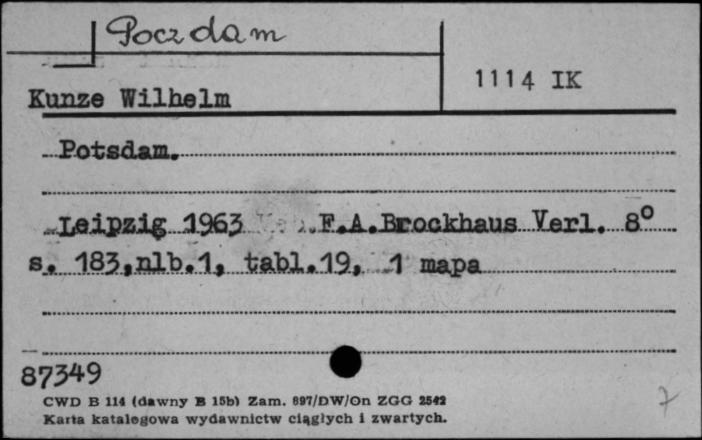 Poczdam
1114 IK
Kunze Wilhelm
Potsdam.
Leipzig 1963 F.A.Brockhaus Verl. 8°
s. 183,nlb.1, tabl.19, 1 mapa
87349
CWD B 114 (dawny B 15b) Zam. 897/DW/On ZGG 2542
Karta katalogowa wydawnictw ciągłych i zwartych.
7